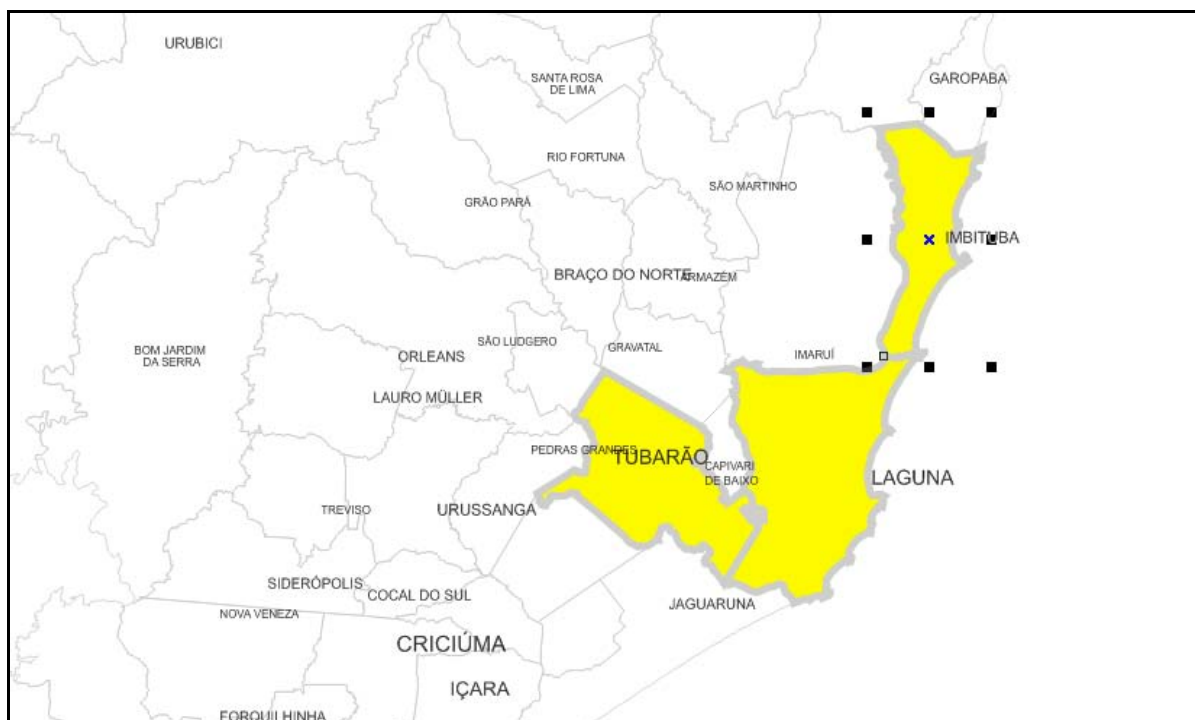 URUBICI
SANTA ROSA
DE LIMA
GAROPABA
RIO FORTUNA
SÃO MARTINHO
GRÃO PARÁ
IMBITUBA
BRAÇO DO NORTE
ARMAZÉM
SÃO LUDGERO
GRAVATAL
BOM JARDIM
DA SERRA
ORLEANS
IMARUÍ
LAURO MÜLLER
PEDRAS GRANDES
TUBARÃO
CAPIVARI
DE BAIXO
LAGUNA
TREVISO
URUSSANGA
SIDERÓPOLIS
COCAL DO SUL
JAGUARUNA
NOVA VENEZA
CRICIÚMA
IÇARA
FORQUILHINHA